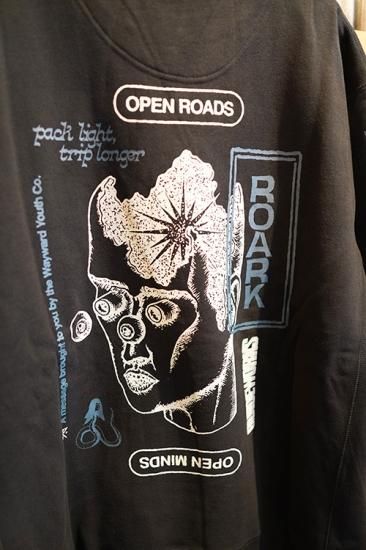 OPEN ROADS
pack light,
trip longer
ROARK
A message brought to you by the Wayward Youth Co.
OPEN MINDS